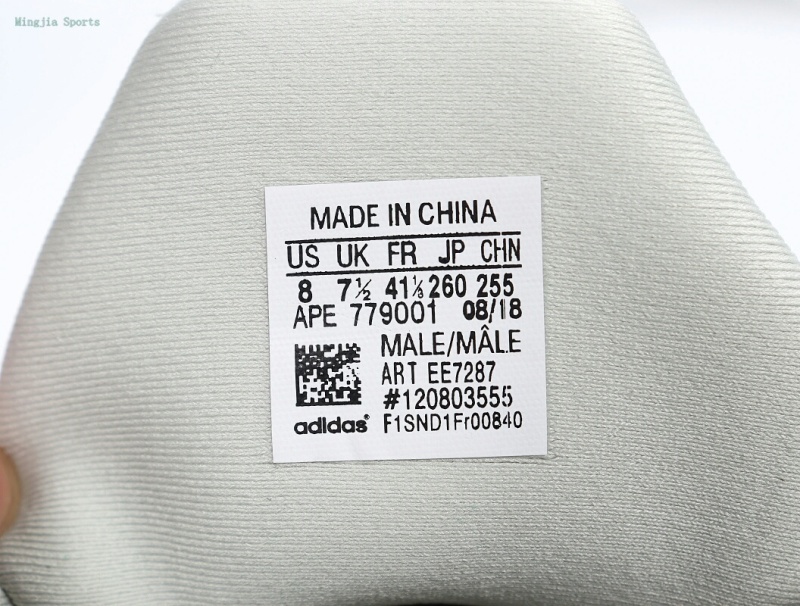 Mingjia Sports
MADE IN CHINA
US UK FR JP CHN
8 7½ 41⅓ 260 255
APE 779001 08/18
MALE/MÂLE
ART EE7287
#120803555
adidas® F1SND1Fr00840